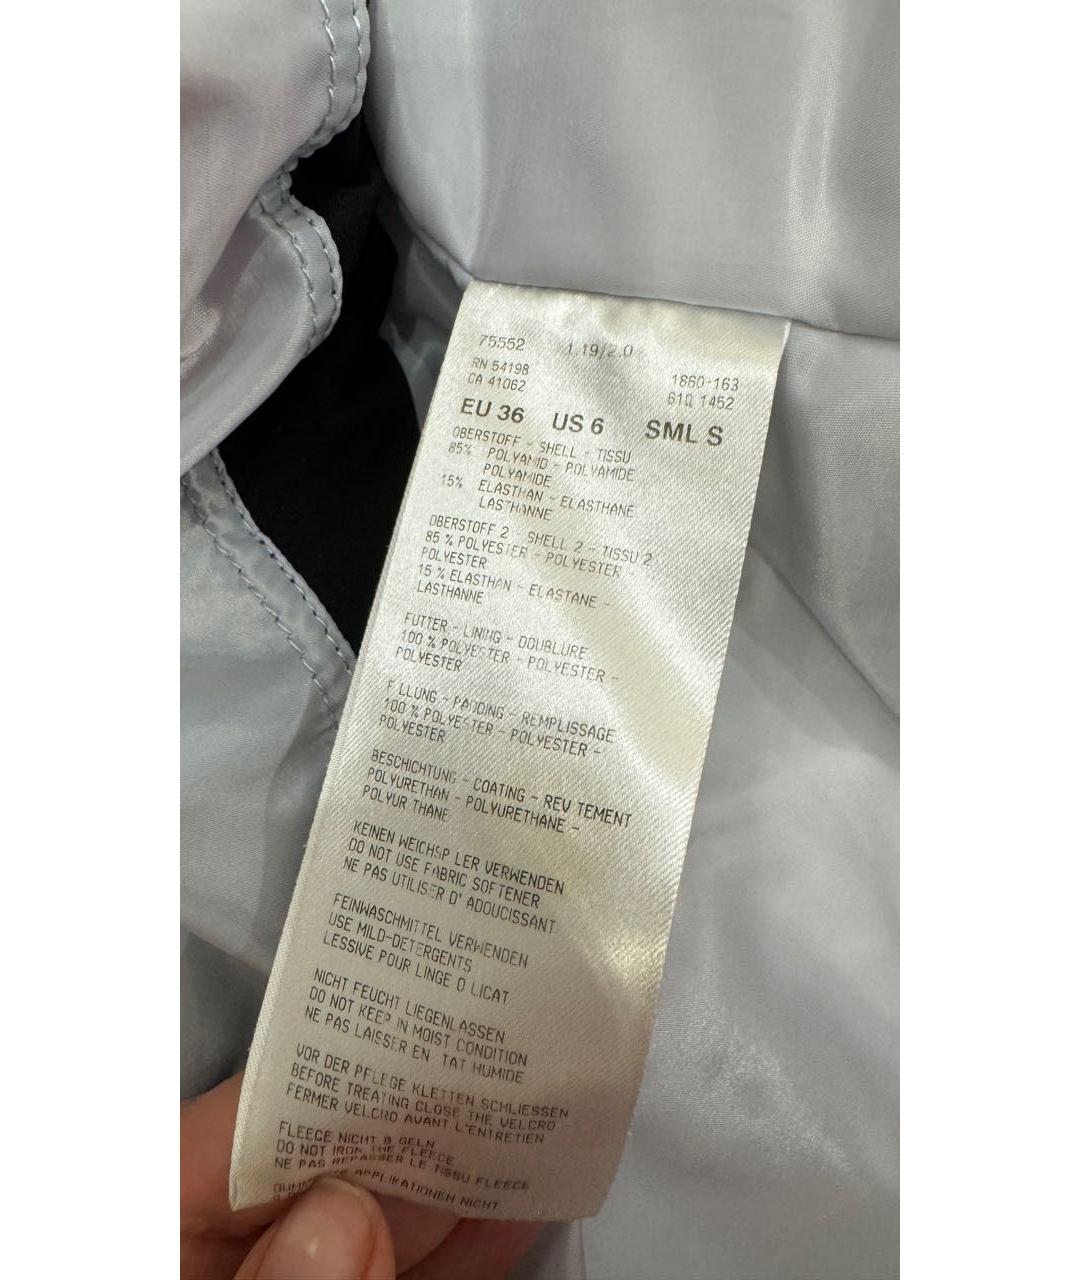 75552 1.19/2.0
RN 54198
CA 41062
1860-163
61Q 1452
EU 36 US 6 SML S
OBERSTOFF - SHELL - TISSU
85% POLYAMID - POLYAMIDE
POLYAMIDE
15% ELASTHAN - ELASTHANE
LASTHANNE
OBERSTOFF 2 - SHELL 2 - TISSU 2
85 % POLYESTER - POLYESTER -
POLYESTER
15 % ELASTHAN - ELASTANE -
LASTHANNE
FUTTER - LINING - DOUBLURE
100 % POLYESTER - POLYESTER -
POLYESTER
F LLUNG - PADDING - REMPLISSAGE
100 % POLYESTER - POLYESTER -
POLYESTER
BESCHICHTUNG - COATING - REV TEMENT
POLYURETHAN - POLYURETHANE -
POLYUR THANE
KEINEN WEICHSP LER VERWENDEN
DO NOT USE FABRIC SOFTENER
NE PAS UTILISER D' ADOUCISSANT
FEINWASCHMITTEL VERWENDEN
USE MILD-DETERGENTS
LESSIVE POUR LINGE D LICAT
NICHT FEUCHT LIEGENLASSEN
DO NOT KEEP IN MOIST CONDITION
NE PAS LAISSER EN TAT HUMIDE
VOR DER PFLEGE KLETTEN SCHLIESSEN
BEFORE TREATING CLOSE THE VELCRO
FERMER VELCRO AVANT L'ENTRETIEN
FLEECE NICHT B GELN
DO NOT IRON THE FLEECE
NE PAS REPASSER LE TISSU FLEECE
APPLIKATIONEN NICHT